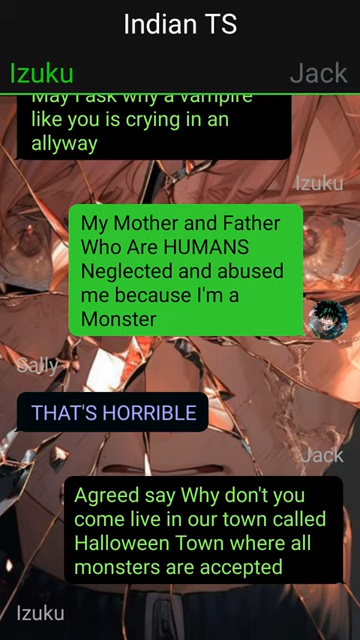 Indian TS
Izuku
Jack
May I ask why a vampire
like you is crying in an
allyway
Izuku
My Mother and Father
Who Are HUMANS
Neglected and abused
me because I'm a
Monster
Sally
THAT'S HORRIBLE
Jack
Agreed say Why don't you
come live in our town called
Halloween Town where all
monsters are accepted
Izuku